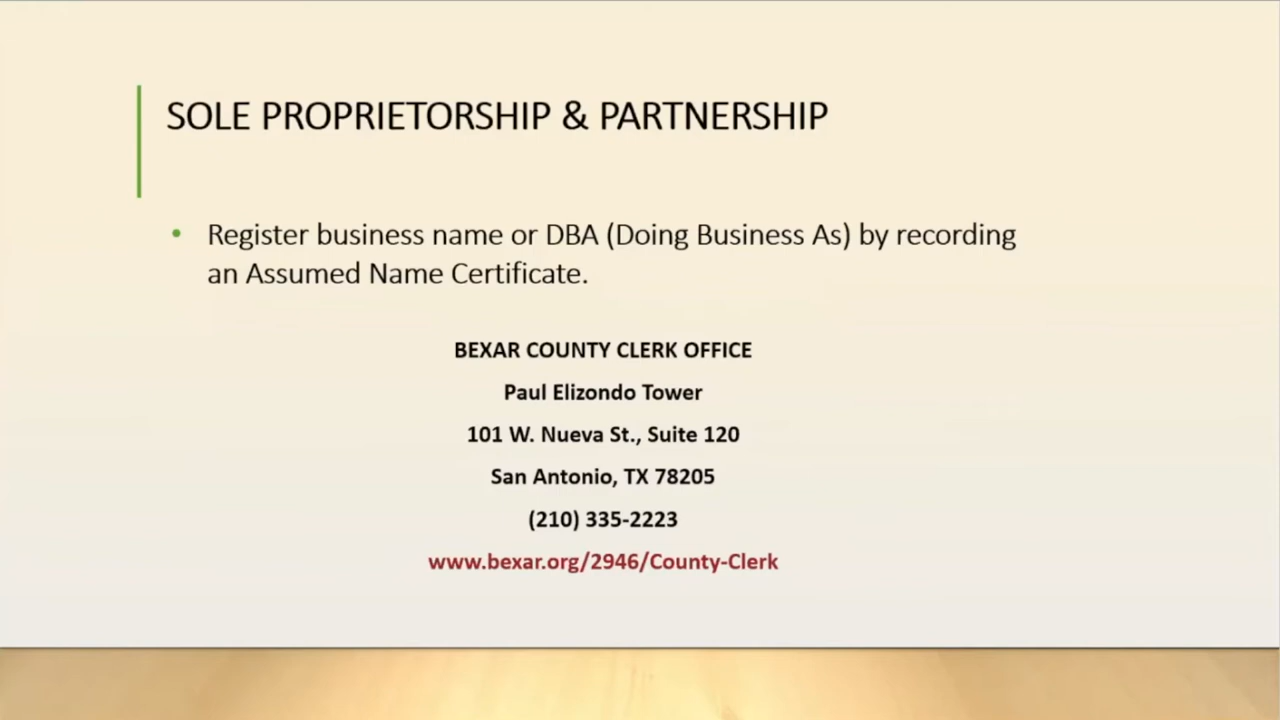 SOLE PROPRIETORSHIP & PARTNERSHIP
• Register business name or DBA (Doing Business As) by recording
an Assumed Name Certificate.
BEXAR COUNTY CLERK OFFICE
Paul Elizondo Tower
101 W. Nueva St., Suite 120
San Antonio, TX 78205
(210) 335-2223
www.bexar.org/2946/County-Clerk